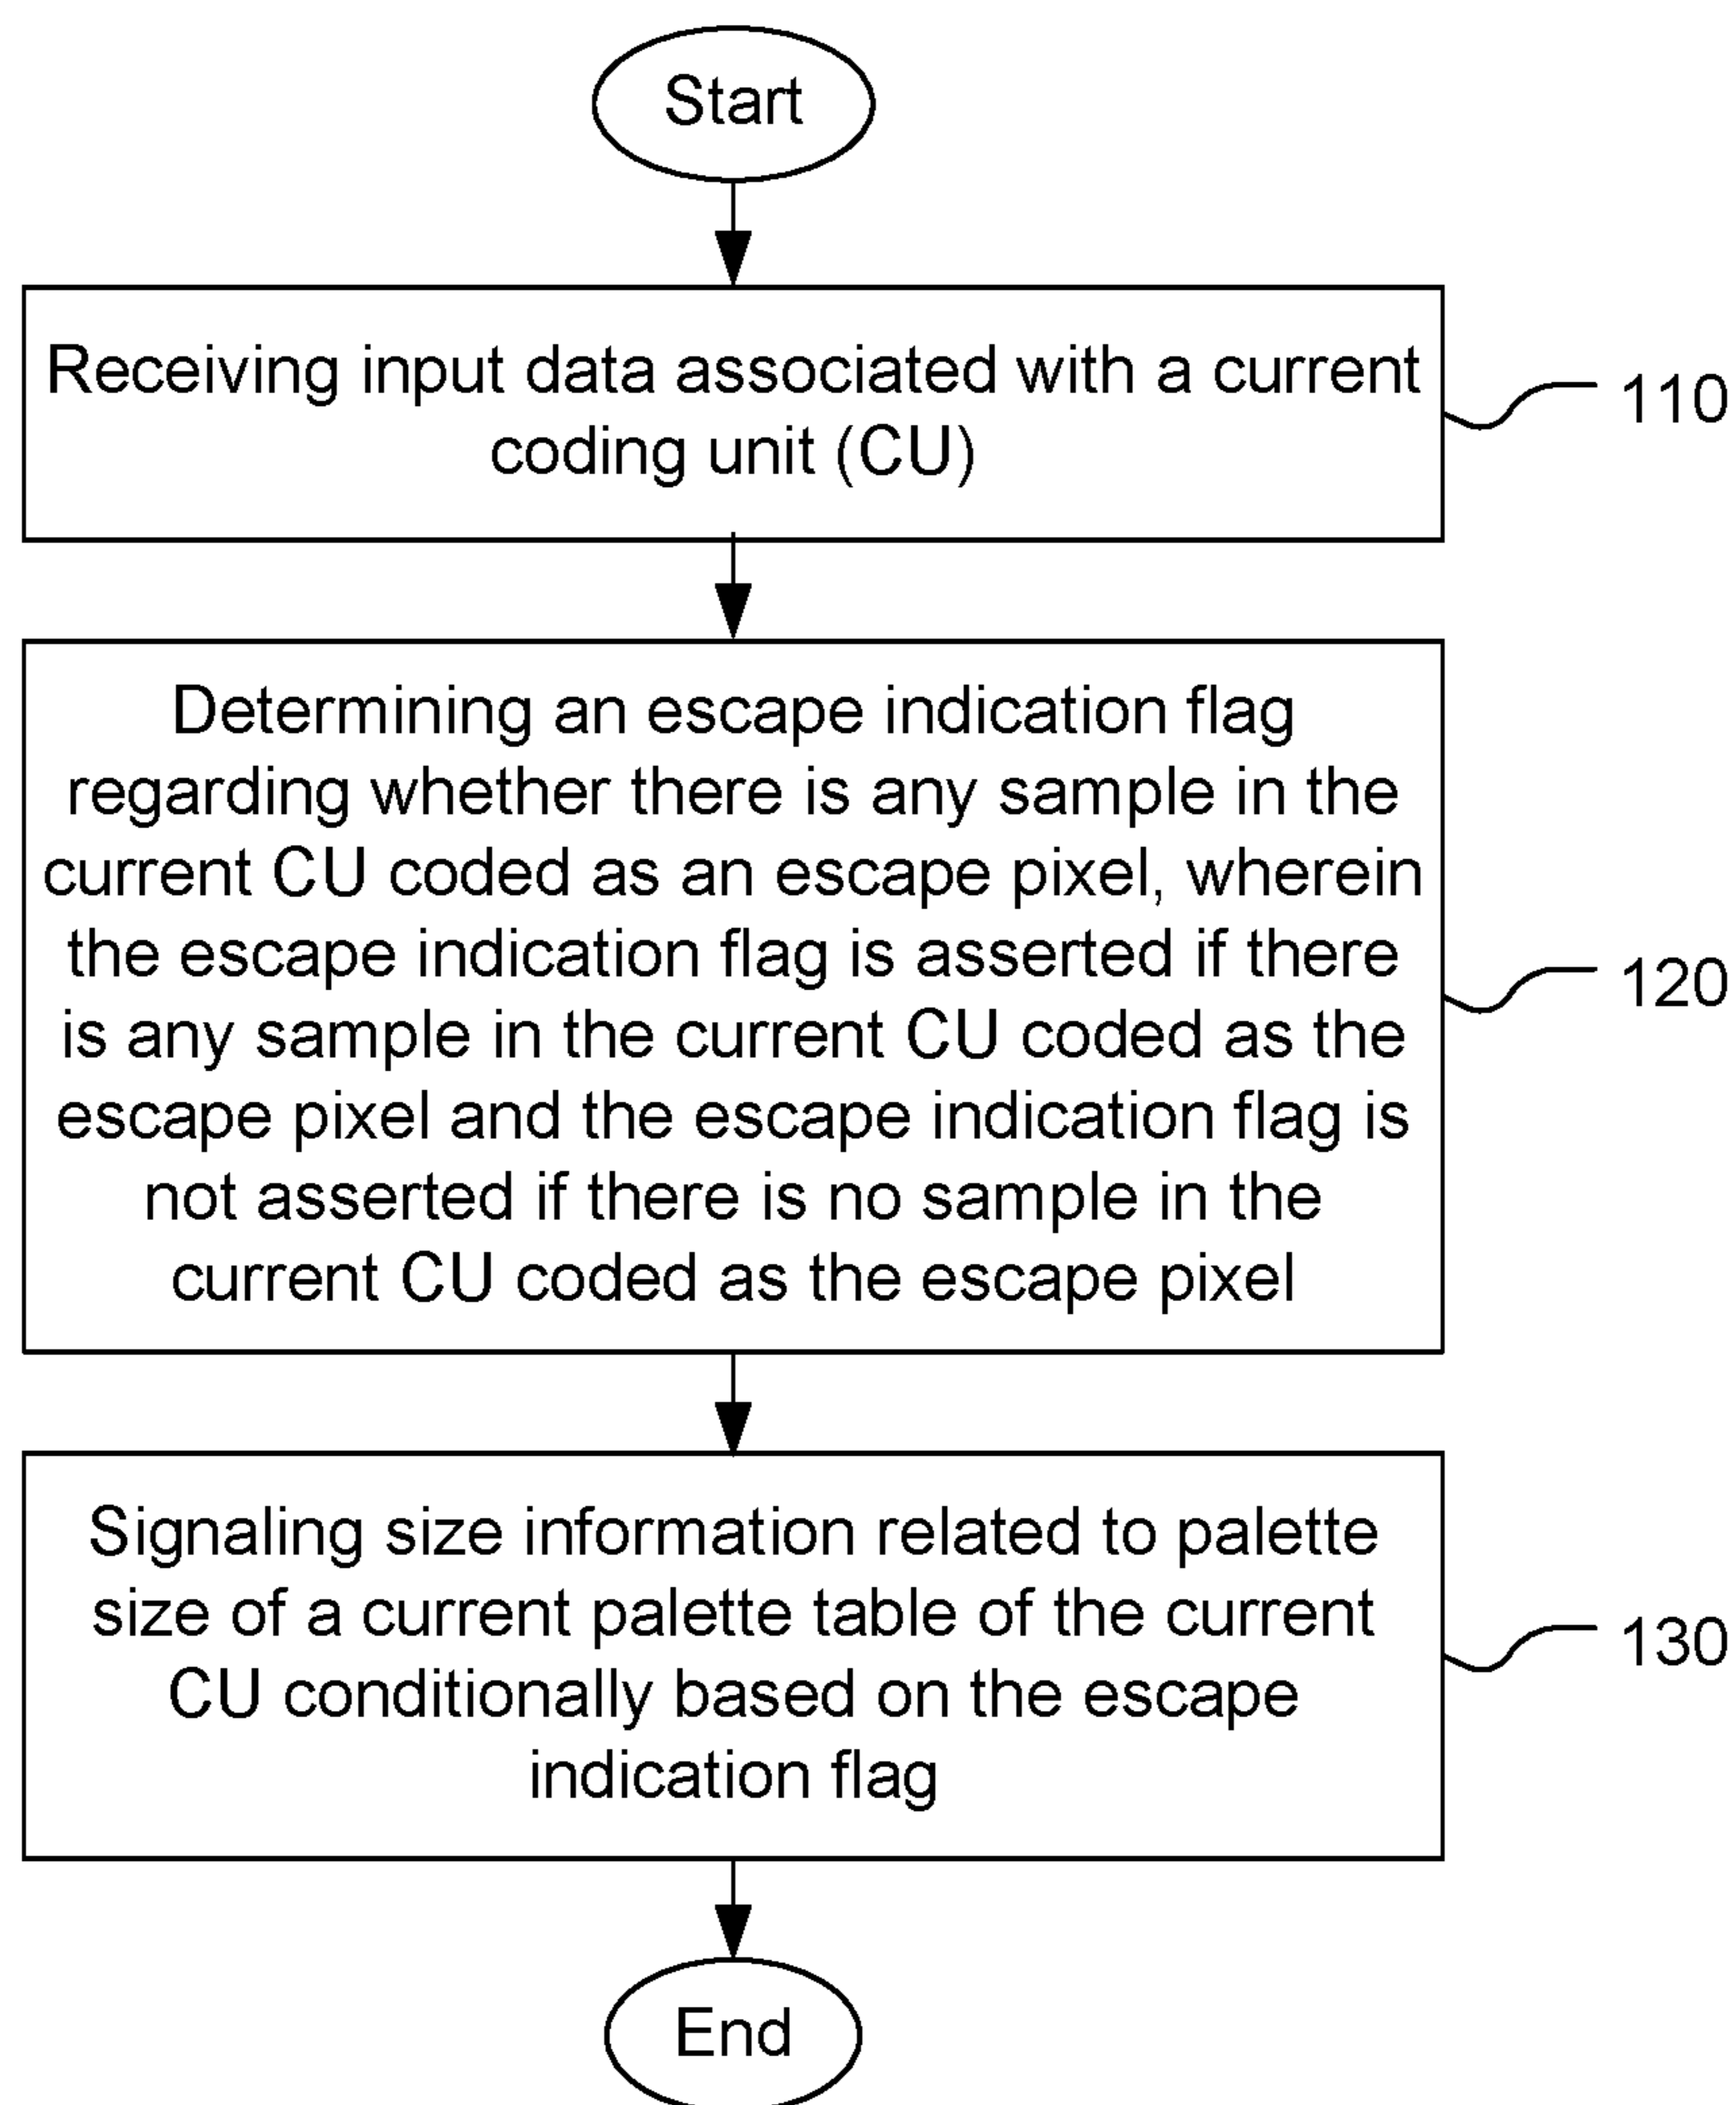 Start
Receiving input data associated with a current
coding unit (CU)
110
Determining an escape indication flag
regarding whether there is any sample in the
current CU coded as an escape pixel, wherein
the escape indication flag is asserted if there
is any sample in the current CU coded as the
escape pixel and the escape indication flag is
not asserted if there is no sample in the
current CU coded as the escape pixel
120
Signaling size information related to palette
size of a current palette table of the current
CU conditionally based on the escape
indication flag
130
End